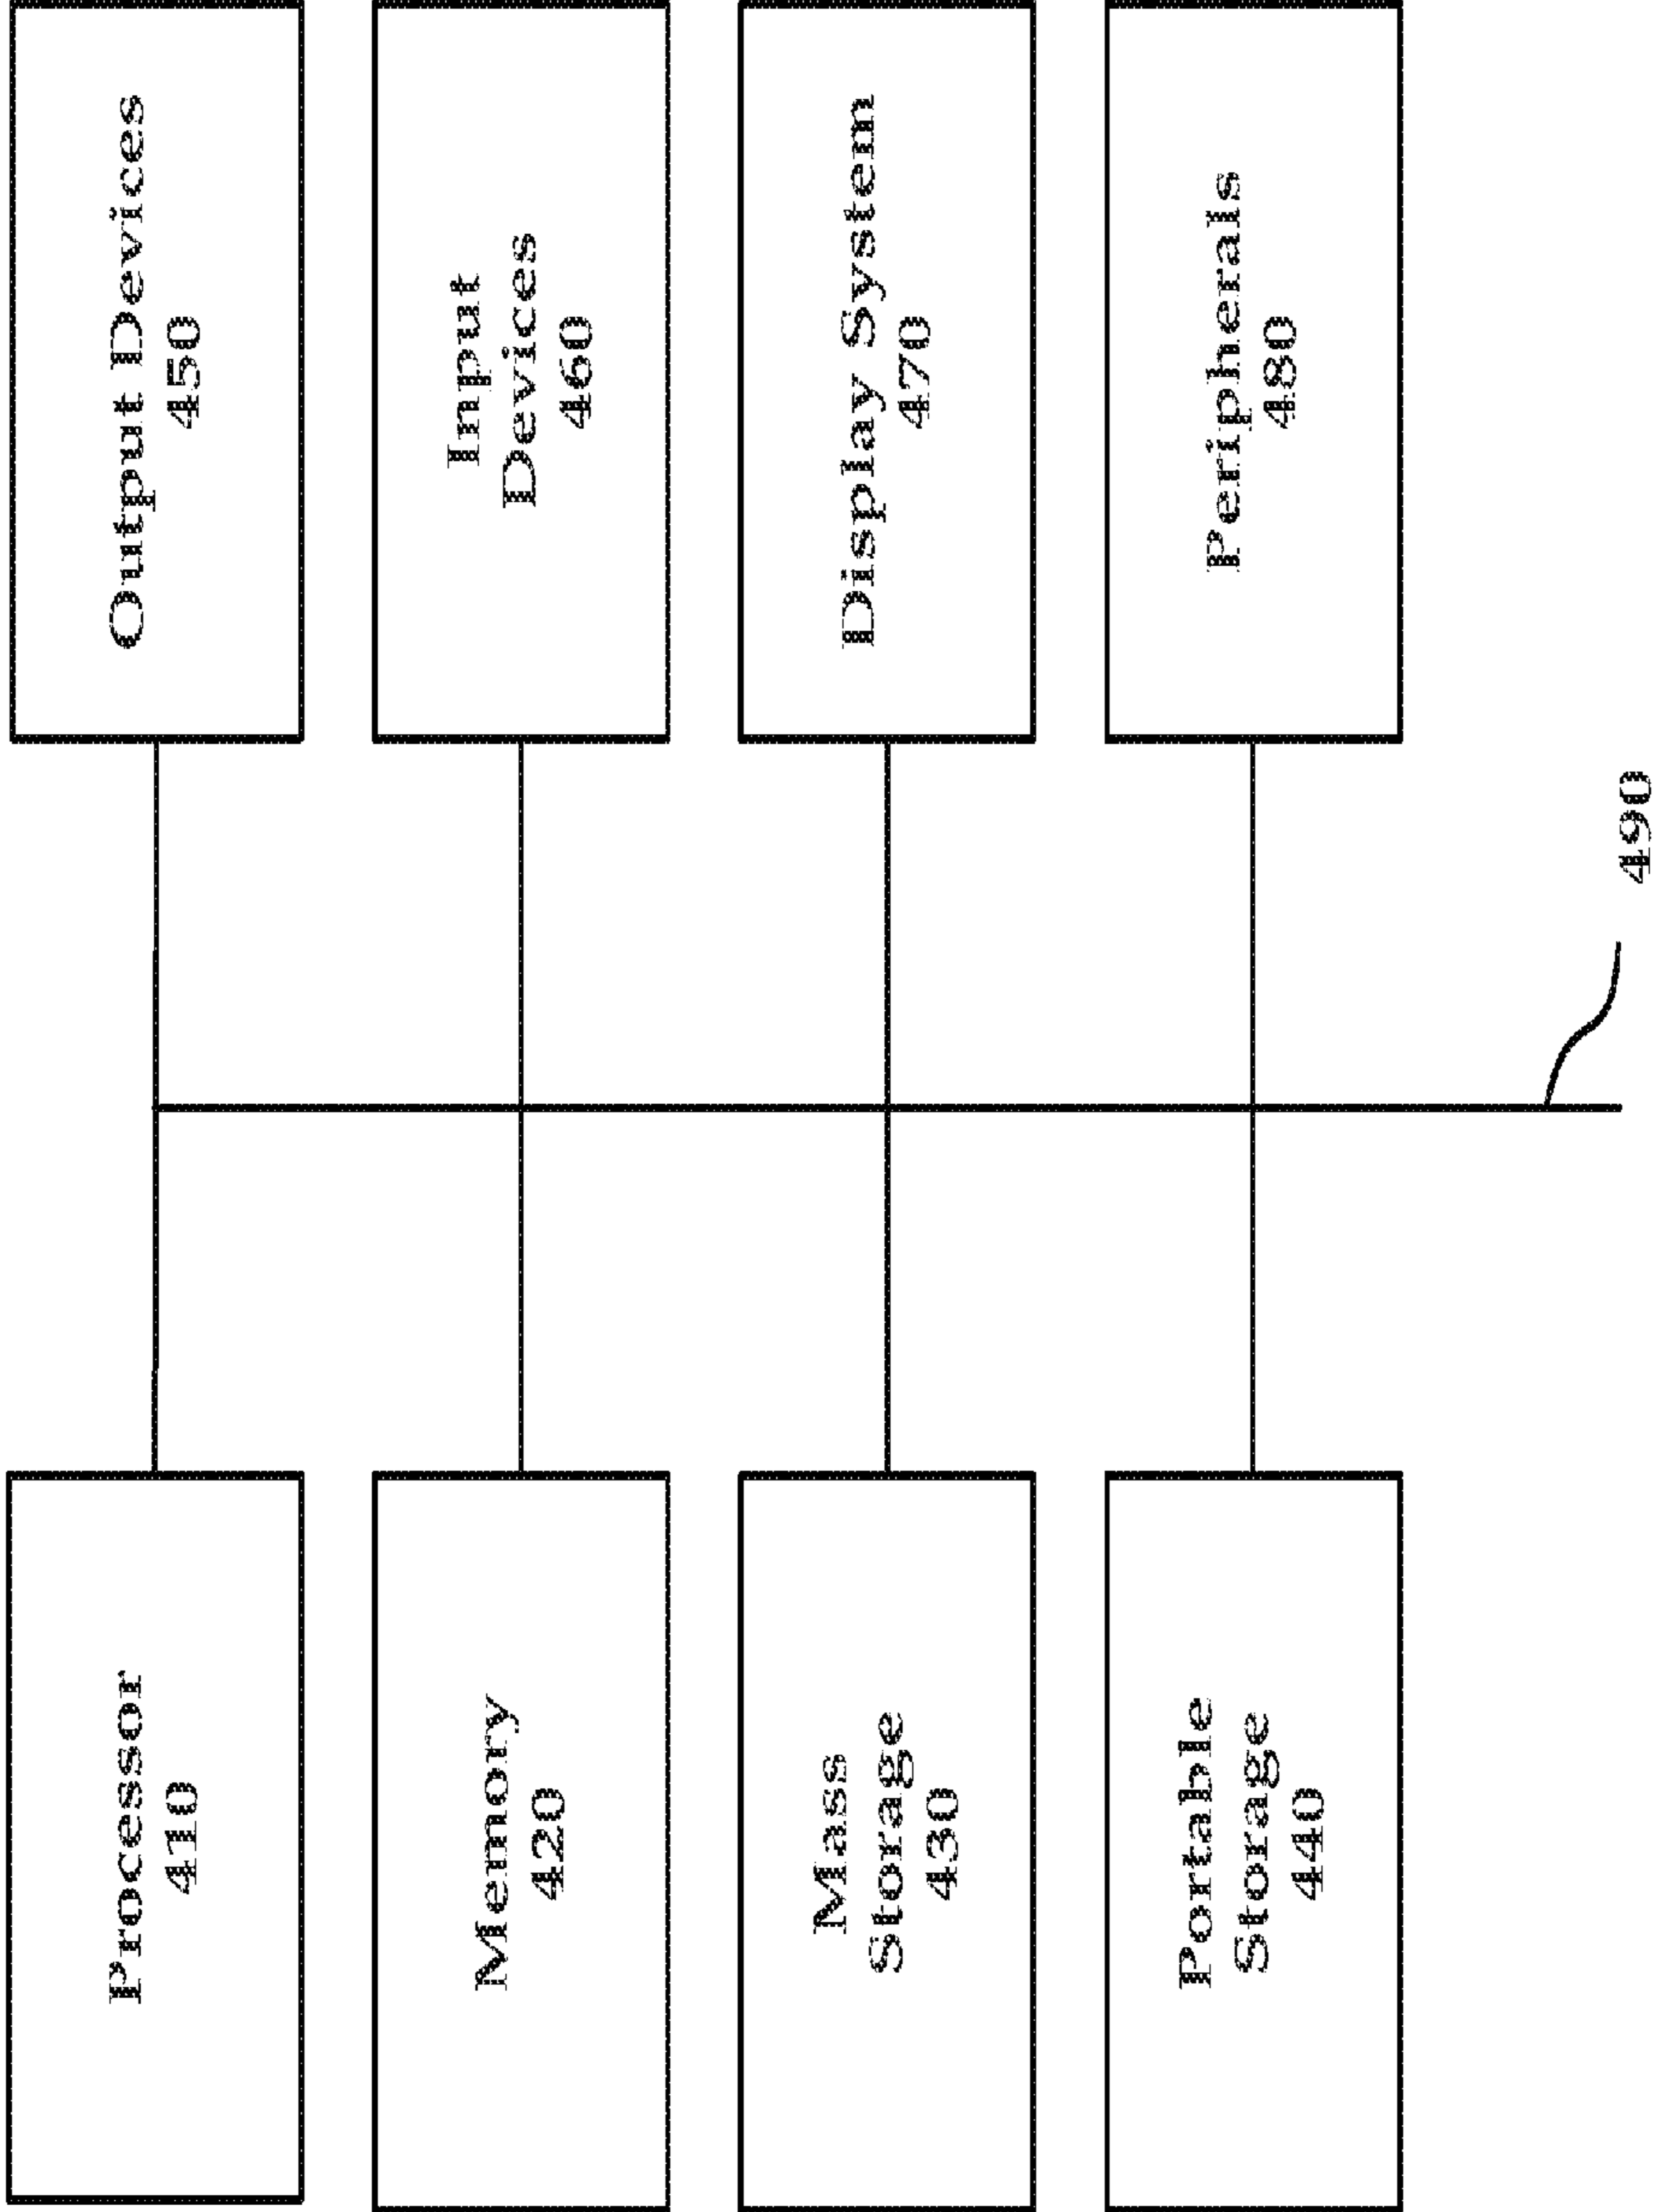 Processor
410
Output Devices
450
Memory
420
Input
Devices
460
Mass
Storage
430
Display System
470
Portable
Storage
440
Peripherals
480
490